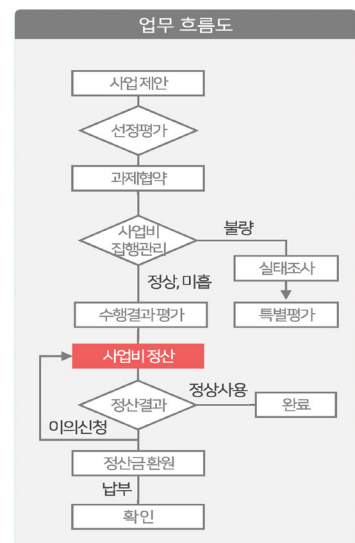 업무 흐름도
사업 제안
선정평가
과제협약
사업비
집행관리
불량
실태조사
정상, 미흡
수행결과 평가
특별평가
사업비 정산
정산결과
정상사용
완료
이의신청
정산금 환원
납부
확인